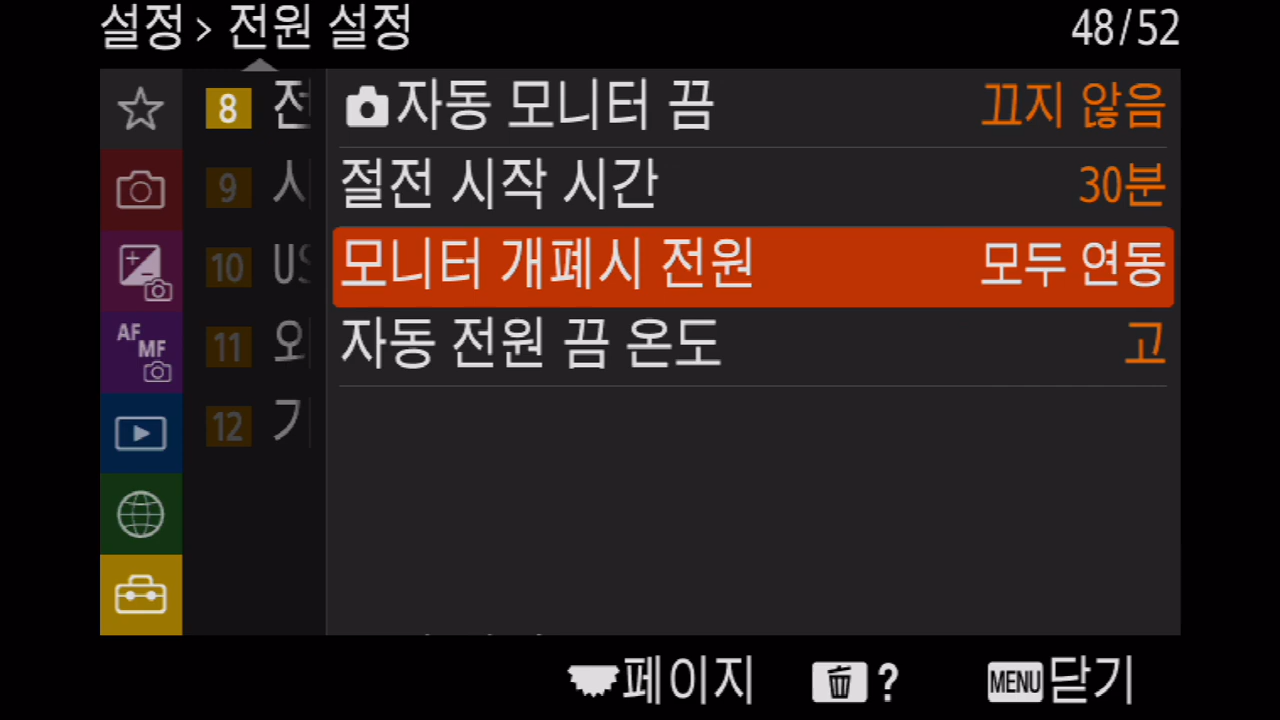 설정 > 전원 설정
48/52
8 전
자동 모니터 끔 끄지 않음
9 시
절전 시작 시간 30분
10 US
모니터 개폐시 전원 모두 연동
11
자동 전원 끔 온도 고
12
AF
MF
페이지
?
MENU 닫기